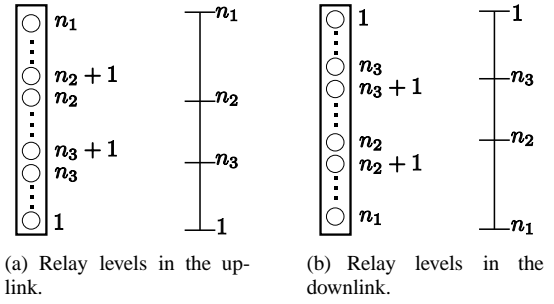 n₁
n₁
n₂ + 1
n₂
n₂
n₃ + 1
n₃
n₃
1
1
(a) Relay levels in the up-
link.
1
1
n₃
n₃
n₃ + 1
n₂
n₂
n₂ + 1
n₁
n₁
(b) Relay levels in the
downlink.